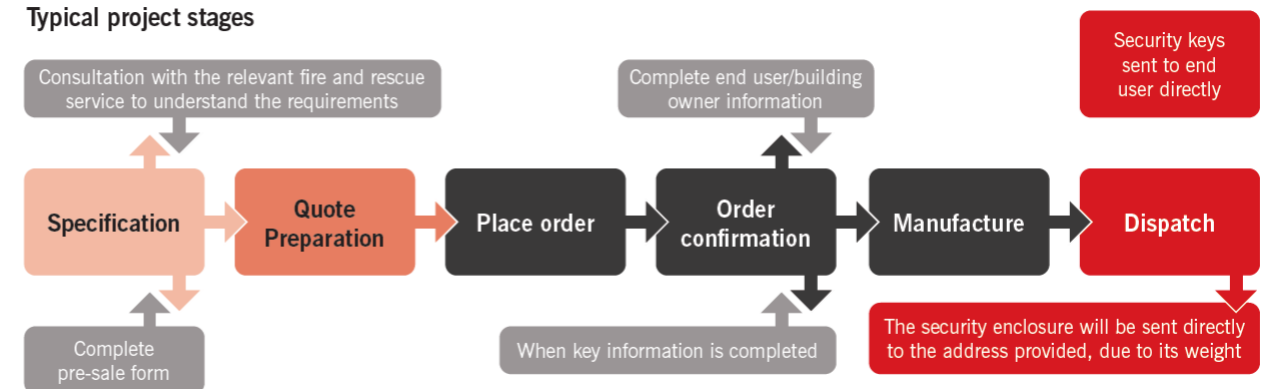 Typical project stages
Security keys
sent to end
user directly
Consultation with the relevant fire and rescue
service to understand the requirements
Complete end user/building
owner information
Specification
Quote
Preparation
Place order
Order
confirmation
Manufacture
Dispatch
Complete
pre-sale form
When key information is completed
The security enclosure will be sent directly
to the address provided, due to its weight